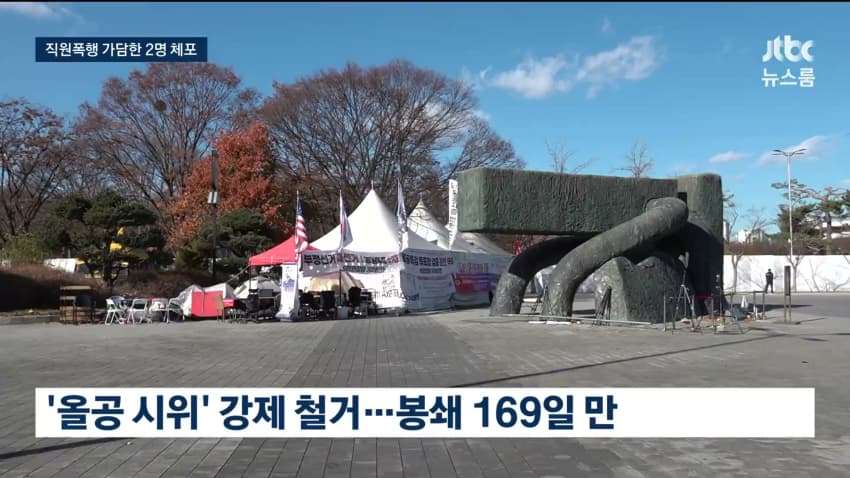 직원폭행 가담한 2명 체포
jtbc
뉴스룸
'올공 시위' 강제 철거…봉쇄 169일 만